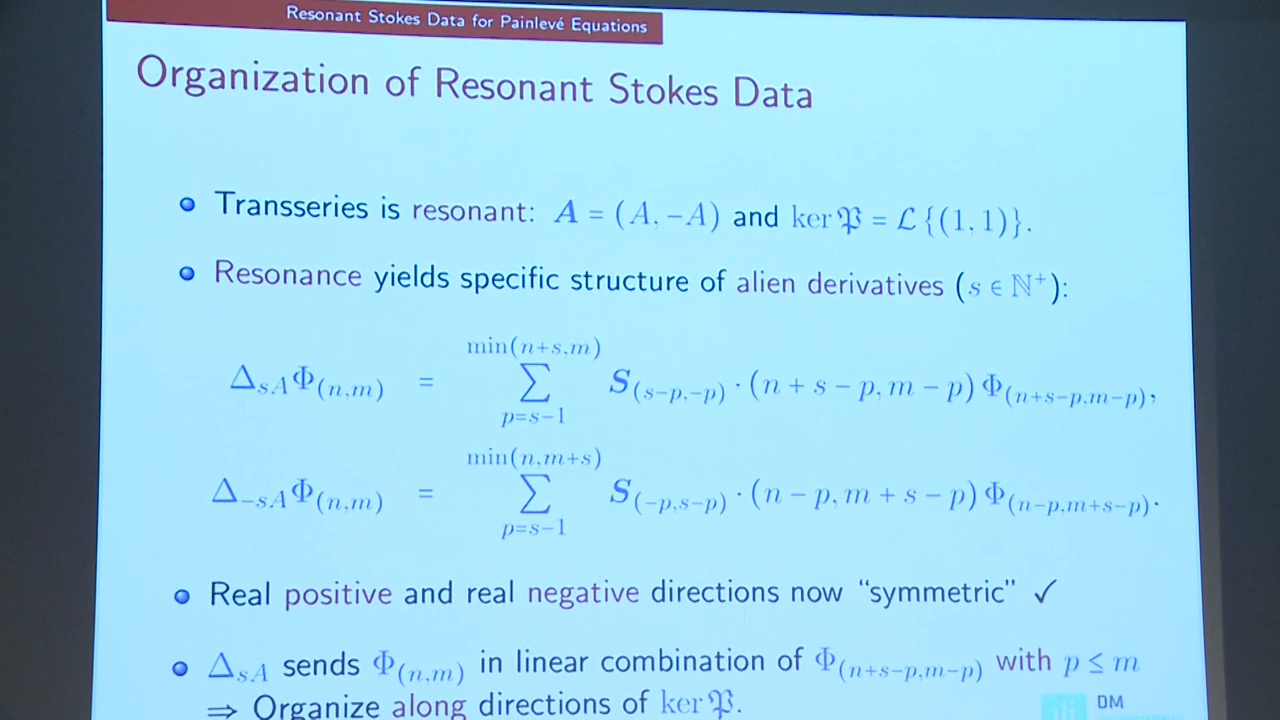 Resonant Stokes Data for Painlevé Equations
Organization of Resonant Stokes Data
Transseries is resonant: A = (A, −A) and ker 𝔓 = ℒ {(1, 1)}.
Resonance yields specific structure of alien derivatives (s ∈ ℕ⁺):
Δ_{sA}Φ_{(n,m)} = ∑_{p=s−1}^{min(n+s,m)} S_{(s−p,−p)} · (n + s − p, m − p) Φ_{(n+s−p,m−p)},
Δ_{−sA}Φ_{(n,m)} = ∑_{p=s−1}^{min(n,m+s)} S_{(−p,s−p)} · (n − p, m + s − p) Φ_{(n−p,m+s−p)}.
Real positive and real negative directions now “symmetric” ✓
Δ_{sA} sends Φ_{(n,m)} in linear combination of Φ_{(n+s−p,m−p)} with p ≤ m
⇒ Organize along directions of ker 𝔓.
DM